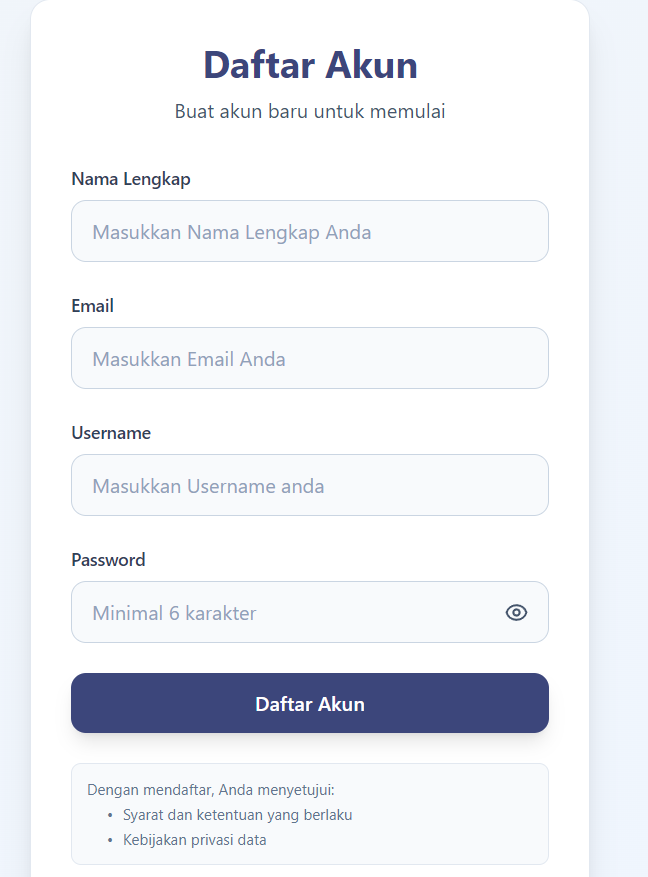 Daftar Akun
Buat akun baru untuk memulai
Nama Lengkap
Masukkan Nama Lengkap Anda
Email
Masukkan Email Anda
Username
Masukkan Username anda
Password
Minimal 6 karakter
Daftar Akun
Dengan mendaftar, Anda menyetujui:
• Syarat dan ketentuan yang berlaku
• Kebijakan privasi data